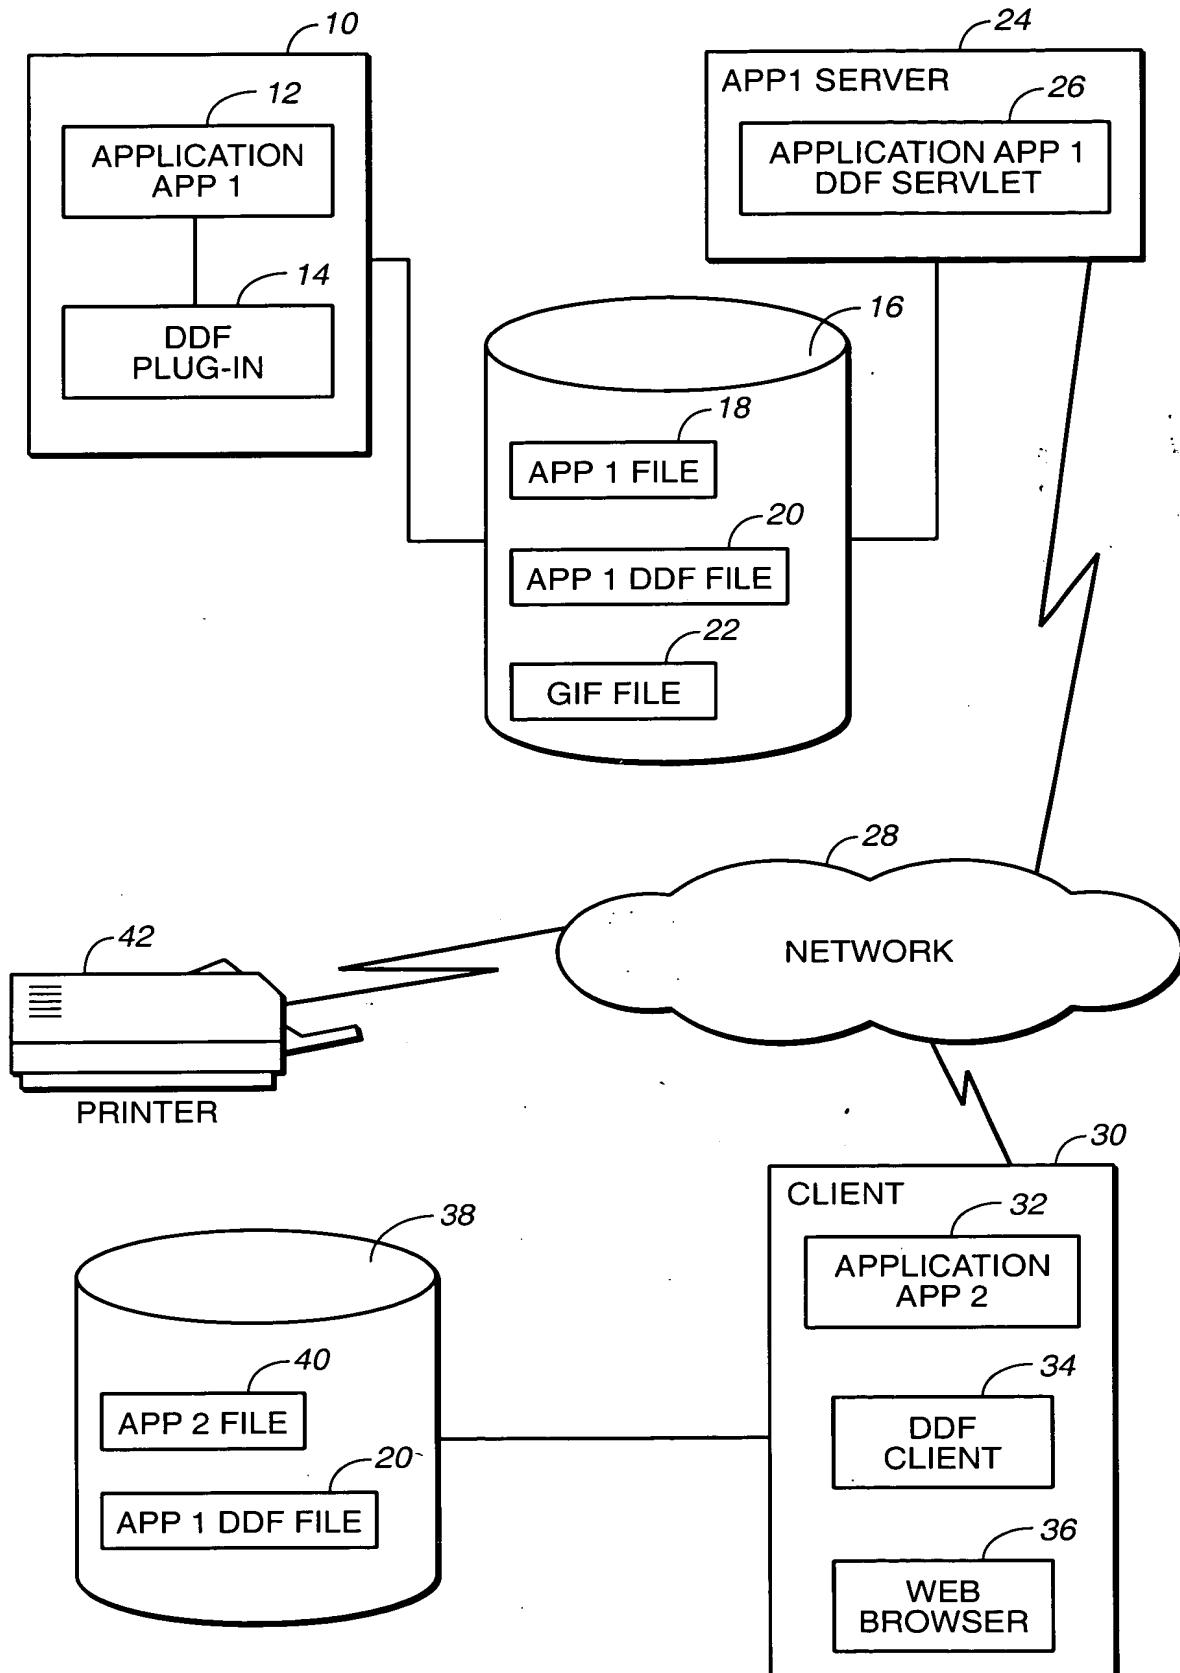 10
24
APP1 SERVER
12
26
APPLICATION
APP 1
APPLICATION APP 1
DDF SERVLET
14
DDF
PLUG-IN
16
18
APP 1 FILE
20
APP 1 DDF FILE
22
GIF FILE
28
NETWORK
42
PRINTER
30
CLIENT
38
32
APPLICATION
APP 2
40
APP 2 FILE
34
DDF
CLIENT
20
APP 1 DDF FILE
36
WEB
BROWSER